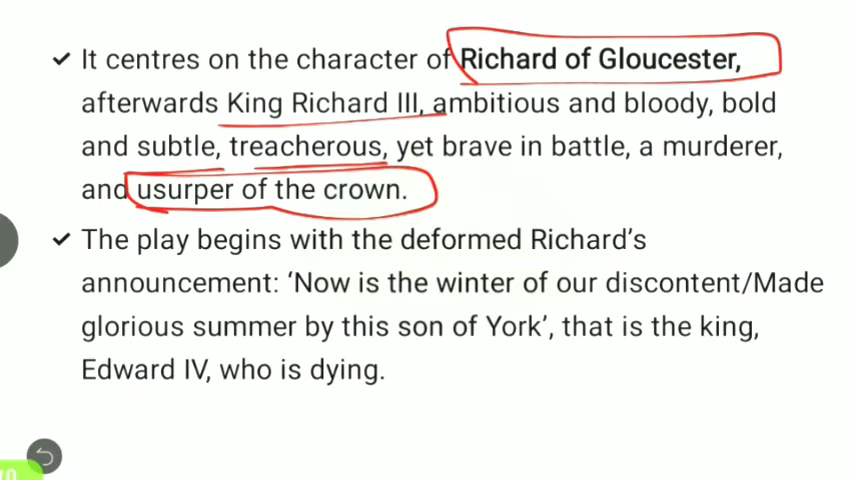 ✓ It centres on the character of Richard of Gloucester,
afterwards King Richard III, ambitious and bloody, bold
and subtle, treacherous, yet brave in battle, a murderer,
and usurper of the crown.
✓ The play begins with the deformed Richard’s
announcement: ‘Now is the winter of our discontent/Made
glorious summer by this son of York’, that is the king,
Edward IV, who is dying.